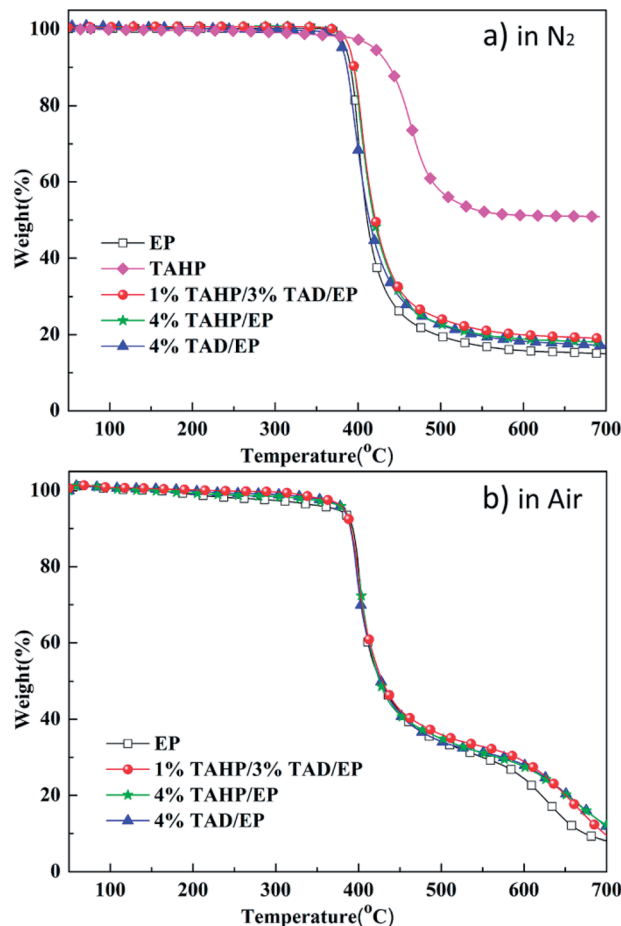 a) in N₂
100
80
60
40
20
0
Weight(%)
EP
TAHP
1% TAHP/3% TAD/EP
4% TAHP/EP
4% TAD/EP
100 200 300 400 500 600 700
Temperature(°C)
b) in Air
100
80
60
40
20
0
Weight(%)
EP
1% TAHP/3% TAD/EP
4% TAHP/EP
4% TAD/EP
100 200 300 400 500 600 700
Temperature(°C)